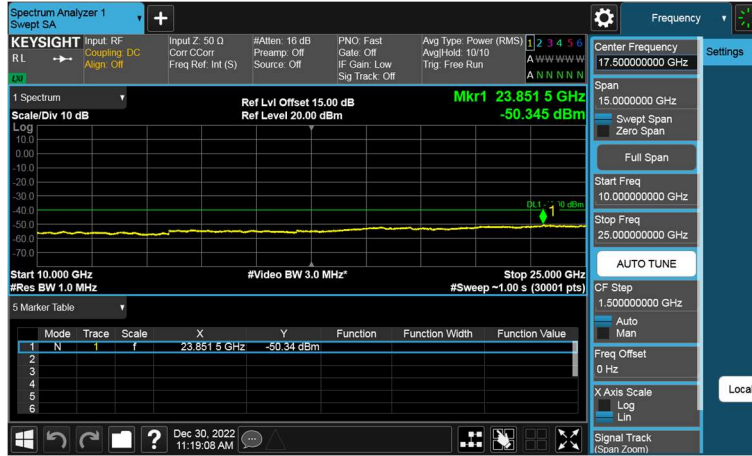 Spectrum Analyzer 1
Swept SA
Frequency
KEYSIGHT
RL
LXI
Input: RF
Coupling: DC
Align: Off
Input Z: 50 Ω
Corr CCorr
Freq Ref: Int (S)
#Atten: 16 dB
Preamp: Off
Source: Off
PNO: Fast
Gate: Off
IF Gain: Low
Sig Track: Off
Avg Type: Power (RMS)
Avg|Hold: 10/10
Trig: Free Run
1 2 3 4 5 6
A W W W W W
A N N N N N
1 Spectrum
Scale/Div 10 dB
Ref Lvl Offset 15.00 dB
Ref Level 20.00 dBm
Mkr1 23.851 5 GHz
-50.345 dBm
Log
10.0
0.00
-10.0
-20.0
-30.0
-40.0
-50.0
-60.0
-70.0
1
Start 10.000 GHz
#Res BW 1.0 MHz
#Video BW 3.0 MHz*
Stop 25.000 GHz
#Sweep ~1.00 s (30001 pts)
5 Marker Table
Mode Trace Scale X Y Function Function Width Function Value
1 N 1 f 23.851 5 GHz -50.34 dBm
2
3
4
5
6
Dec 30, 2022
11:19:08 AM
Center Frequency
17.500000000 GHz
Settings
Span
15.0000000 GHz
Swept Span
Zero Span
Full Span
Start Freq
10.000000000 GHz
Stop Freq
25.000000000 GHz
AUTO TUNE
CF Step
1.500000000 GHz
Auto
Man
Freq Offset
0 Hz
X Axis Scale
Log
Lin
Local
Signal Track
(Span Zoom)